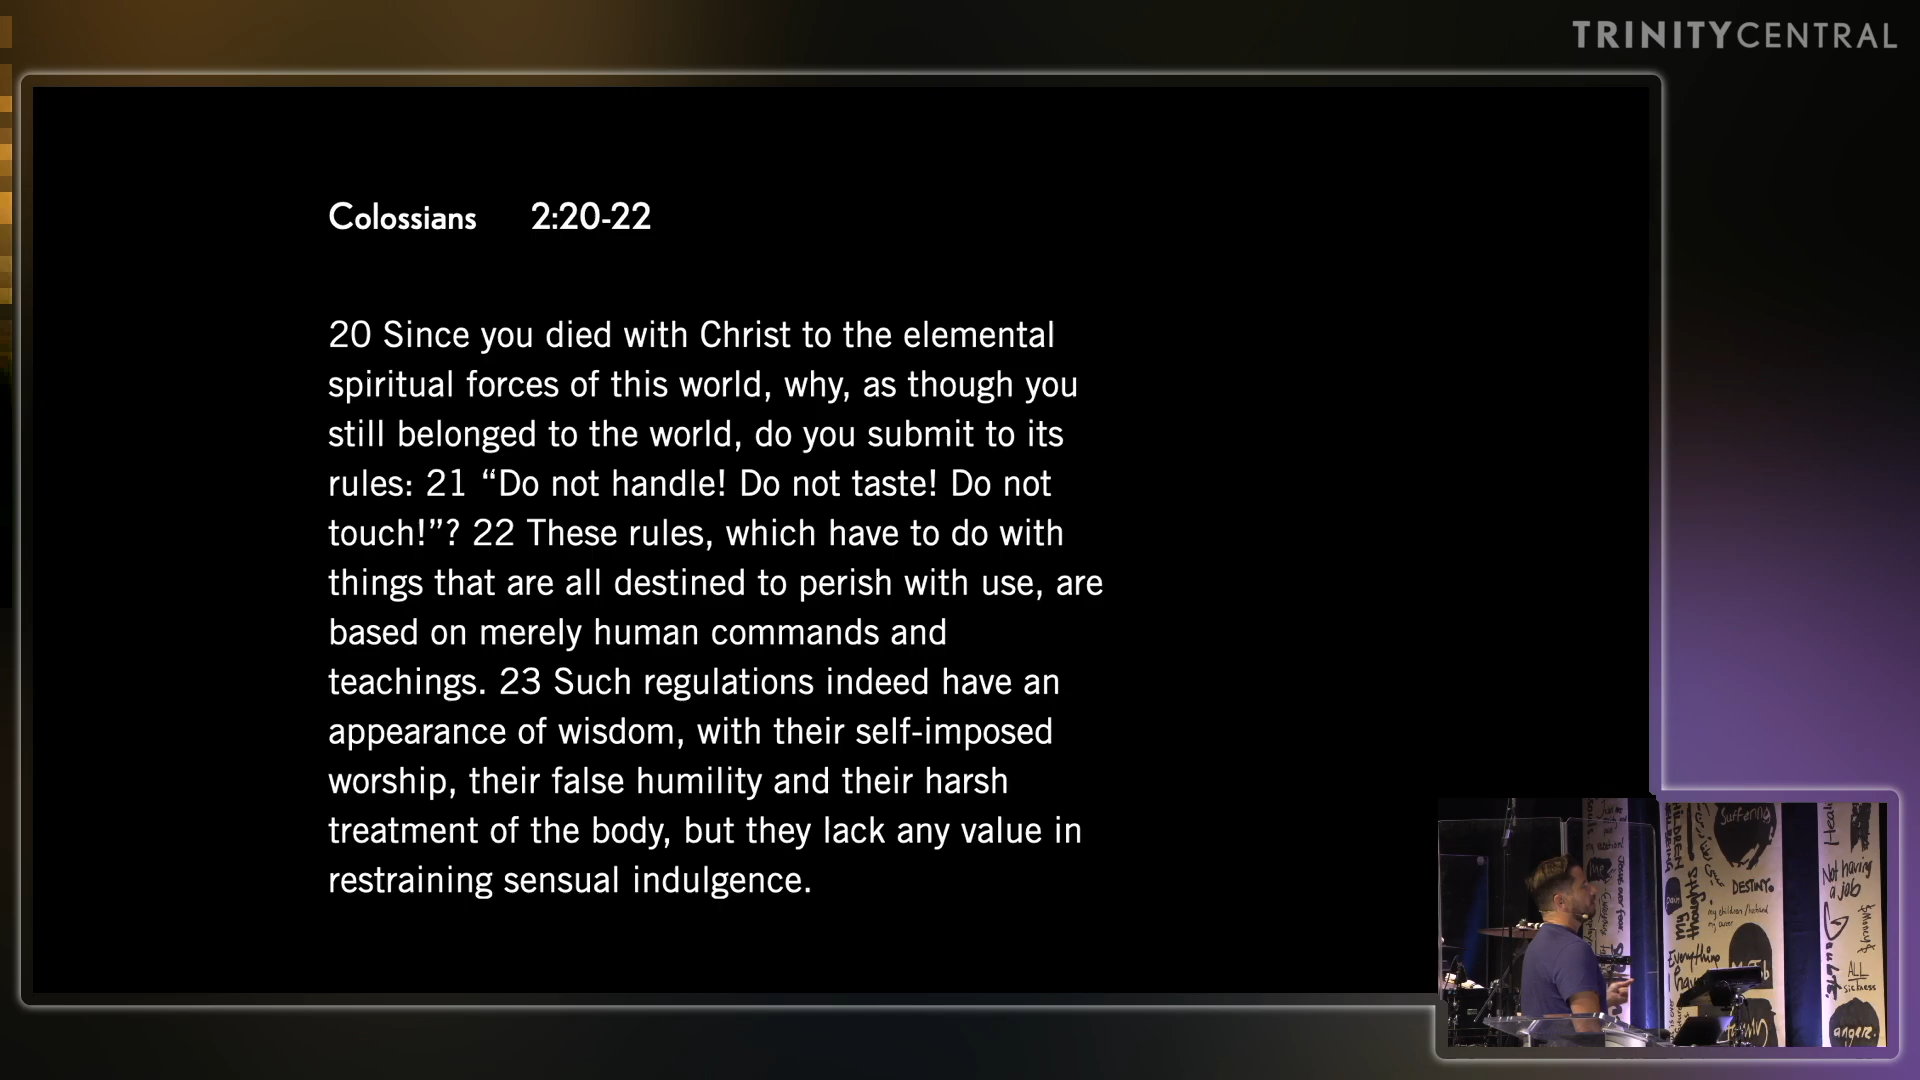 TRINITYCENTRAL
Colossians 2:20-22
20 Since you died with Christ to the elemental
spiritual forces of this world, why, as though you
still belonged to the world, do you submit to its
rules: 21 “Do not handle! Do not taste! Do not
touch!”? 22 These rules, which have to do with
things that are all destined to perish with use, are
based on merely human commands and
teachings. 23 Such regulations indeed have an
appearance of wisdom, with their self-imposed
worship, their false humility and their harsh
treatment of the body, but they lack any value in
restraining sensual indulgence.
Suffering
DESTINY.
my children/husband
Everything
Not having
a job
Money
ALL
sickness